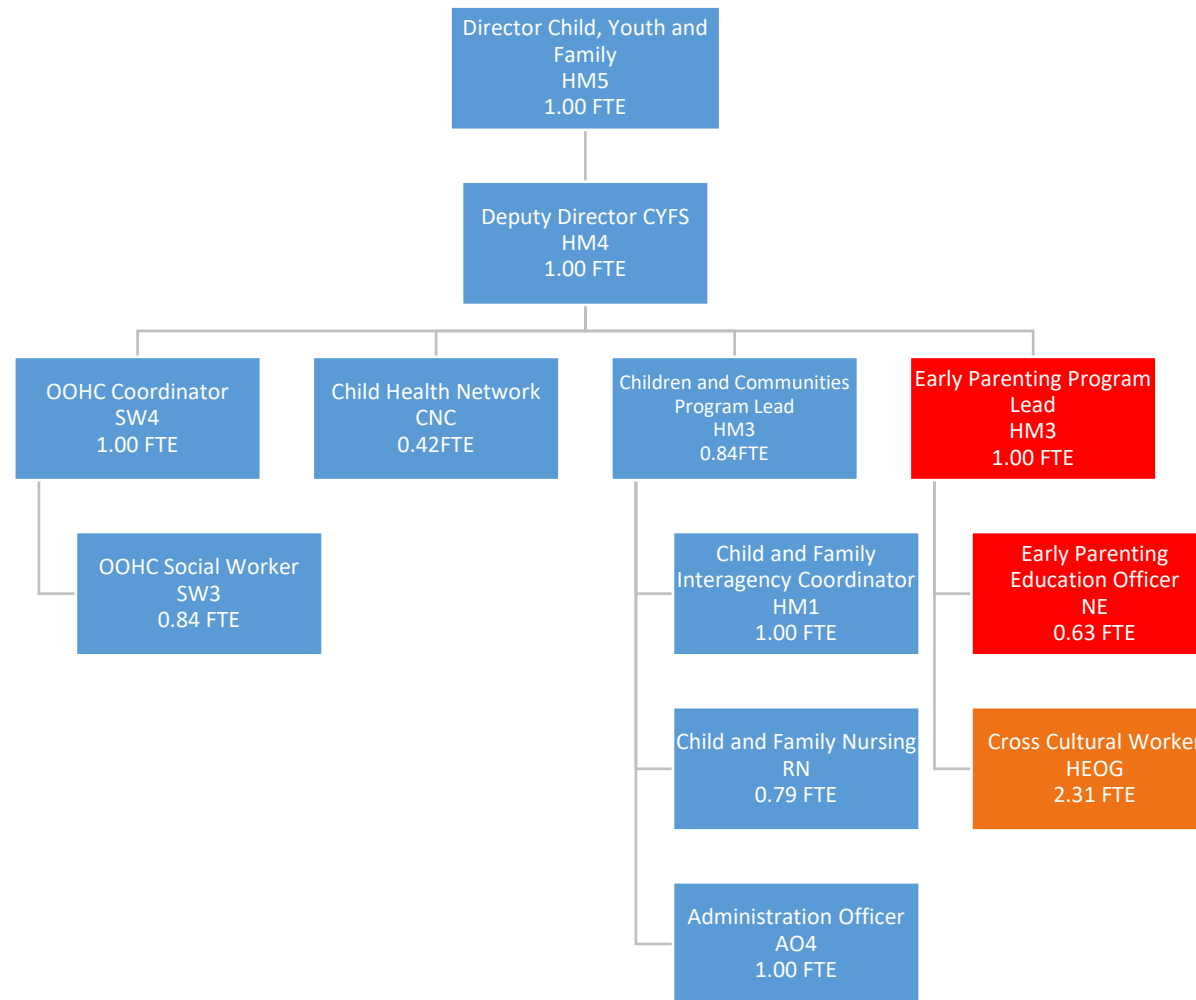 Director Child, Youth and
Family
HM5
1.00 FTE
Deputy Director CYFS
HM4
1.00 FTE
OOHC Coordinator
SW4
1.00 FTE
Child Health Network
CNC
0.42FTE
Children and Communities
Program Lead
HM3
0.84FTE
Early Parenting Program
Lead
HM3
1.00 FTE
OOHC Social Worker
SW3
0.84 FTE
Child and Family
Interagency Coordinator
HM1
1.00 FTE
Early Parenting
Education Officer
NE
0.63 FTE
Child and Family Nursing
RN
0.79 FTE
Cross Cultural Worker
HEOG
2.31 FTE
Administration Officer
AO4
1.00 FTE